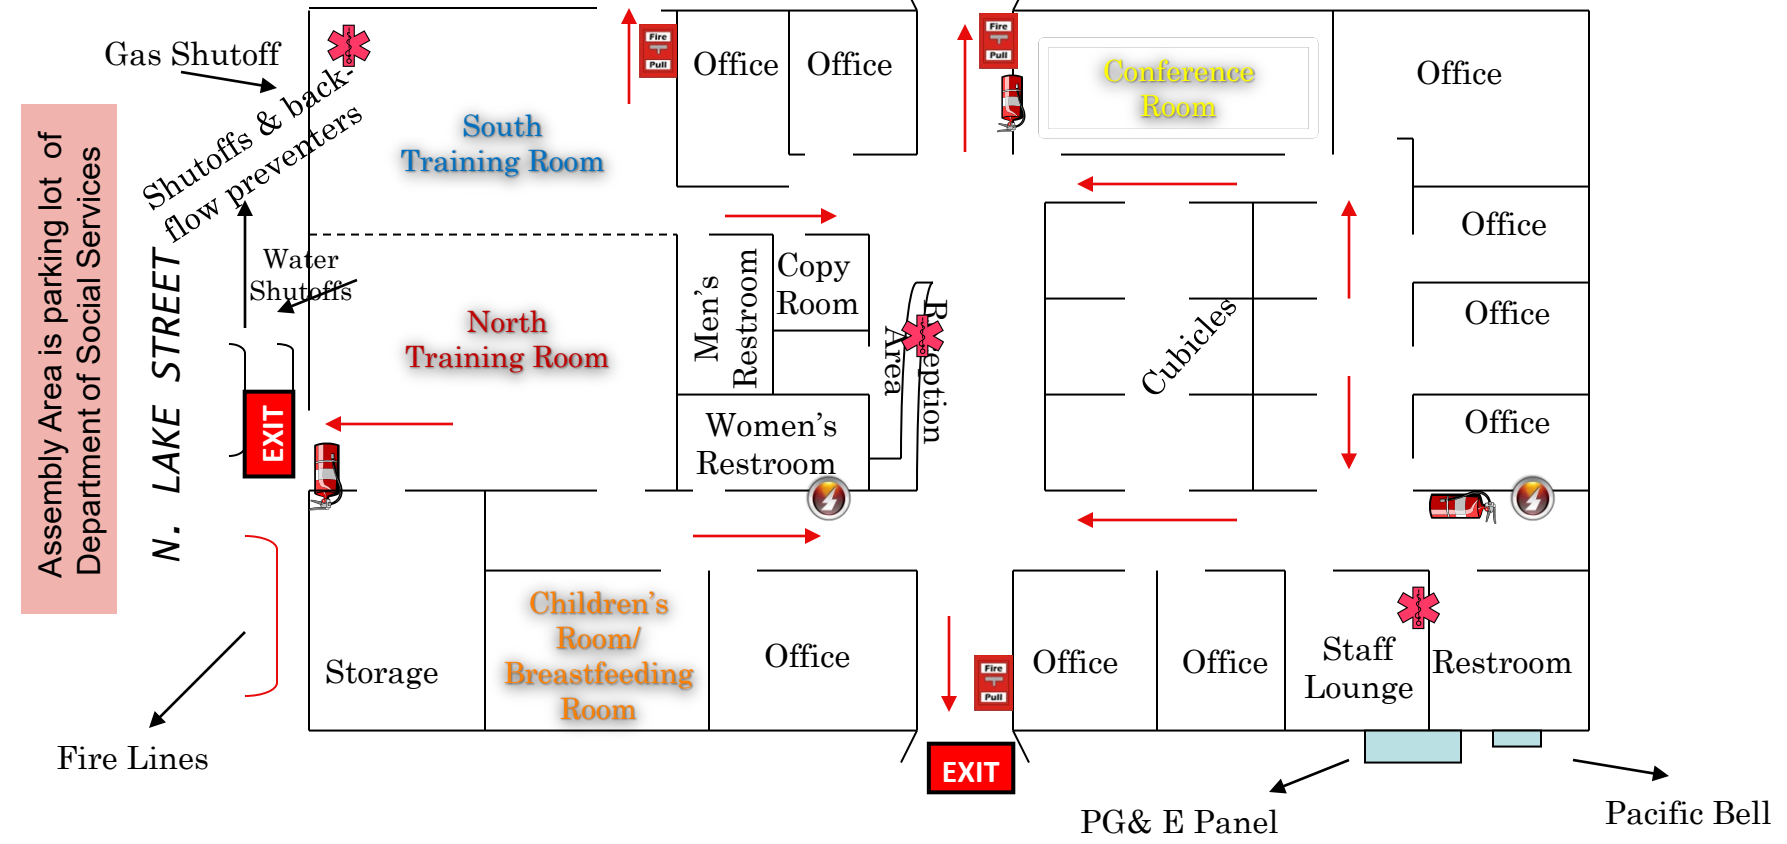 Gas Shutoff
Shutoffs & back-
flow preventers
Assembly Area is parking lot of
Department of Social Services
N. LAKE STREET
Water
Shutoffs
EXIT
Fire Lines
South
Training Room
North
Training Room
Fire
Pull
Office
Office
Men's
Restroom
Copy
Room
Women's
Restroom
Reception
Area
Fire
Pull
Conference
Room
Office
Office
Office
Office
Cubicles
Storage
Children's
Room/
Breastfeeding
Room
Office
Fire
Pull
EXIT
Office
Office
Staff
Lounge
Restroom
PG& E Panel
Pacific Bell